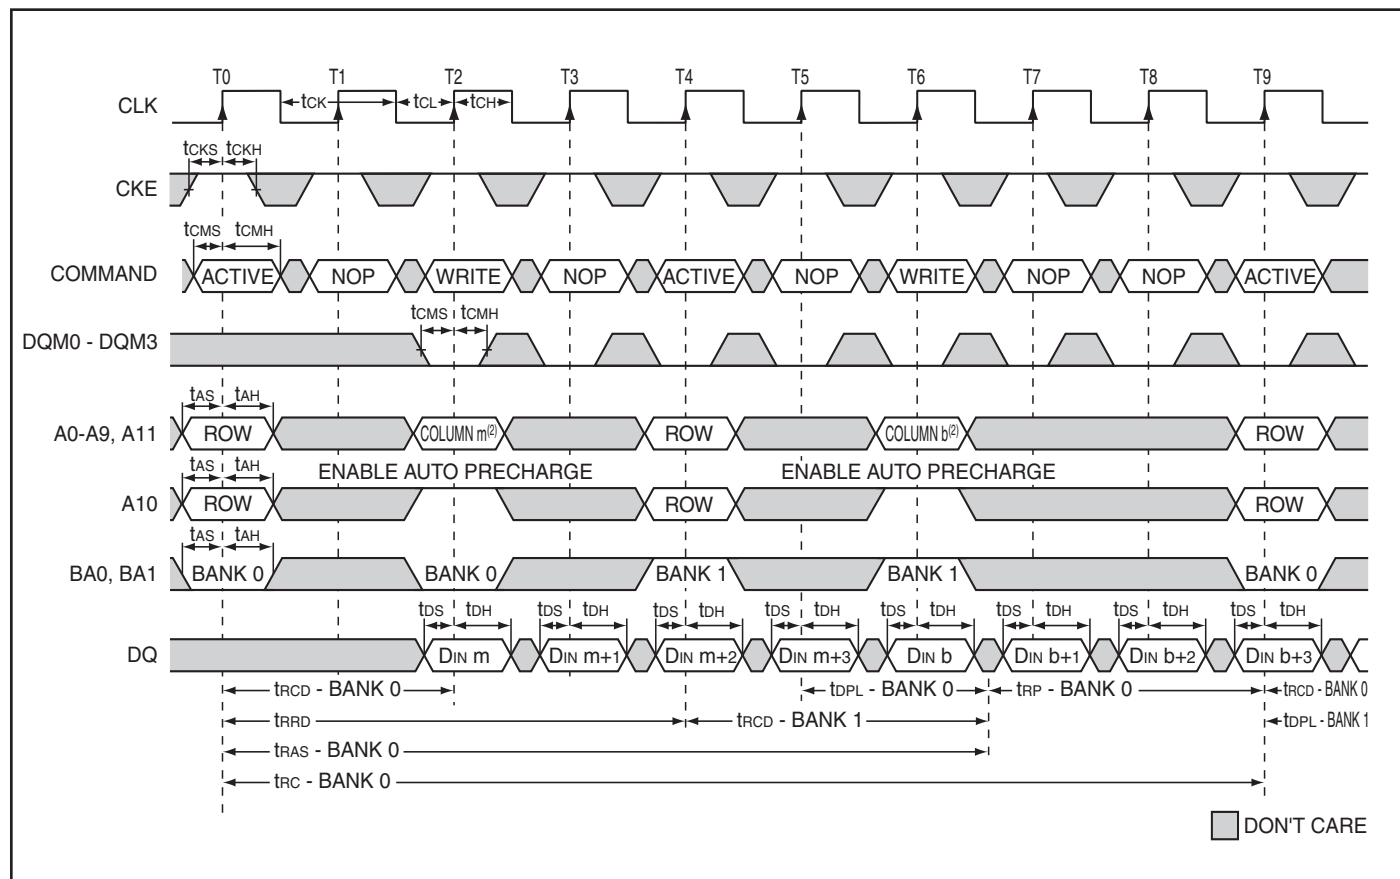 T0 T1 T2 T3 T4 T5 T6 T7 T8 T9
CLK tCK tCL tCH
tCKS tCKH
CKE
tCMS tCMH
COMMAND ACTIVE NOP WRITE NOP ACTIVE NOP WRITE NOP NOP ACTIVE
tCMS tCMH
DQM0 - DQM3
tAS tAH
A0-A9, A11 ROW COLUMN m(2) ROW COLUMN b(2) ROW
tAS tAH ENABLE AUTO PRECHARGE ENABLE AUTO PRECHARGE
A10 ROW ROW ROW
tAS tAH
BA0, BA1 BANK 0 BANK 0 BANK 1 BANK 1 BANK 0
tDS tDH tDS tDH tDS tDH tDS tDH tDS tDH tDS tDH tDS tDH tDS tDH
DQ DIN m DIN m+1 DIN m+2 DIN m+3 DIN b DIN b+1 DIN b+2 DIN b+3
tRCD - BANK 0 tDPL - BANK 0 tRP - BANK 0 tRCD - BANK 0
tRRD tRCD - BANK 1 tDPL - BANK 1
tRAS - BANK 0
tRC - BANK 0
DON'T CARE